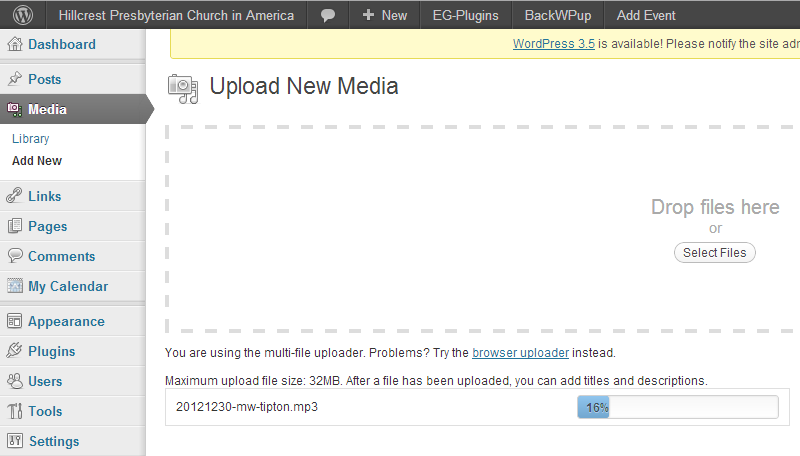 Hillcrest Presbyterian Church in America + New EG-Plugins BackWPup Add Event
WordPress 3.5 is available! Please notify the site
Dashboard
Posts
Media
Library
Add New
Links
Pages
Comments
My Calendar
Appearance
Plugins
Users
Tools
Settings
Upload New Media
Drop files here
or
Select Files
You are using the multi-file uploader. Problems? Try the browser uploader instead.
Maximum upload file size: 32MB. After a file has been uploaded, you can add titles and descriptions.
20121230-mw-tipton.mp3 16%